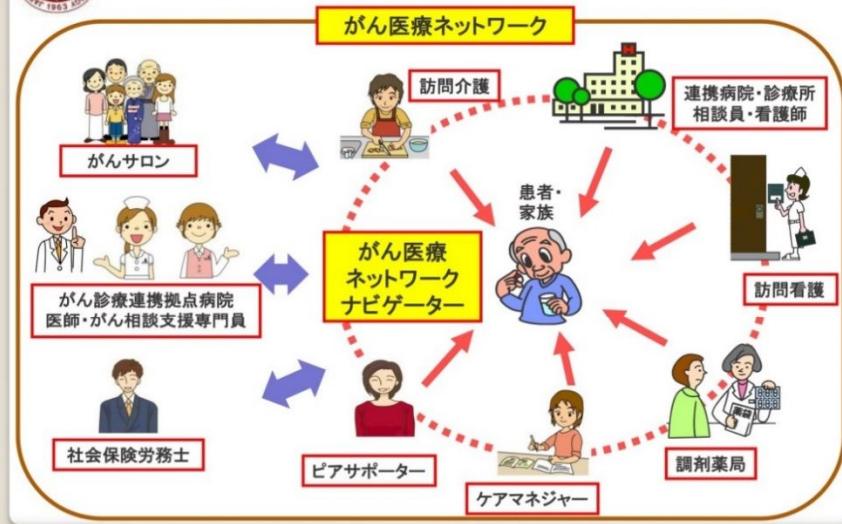 1963
がん医療ネットワーク
訪問介護
連携病院・診療所
相談員・看護師
がんサロン
患者・
家族
がん医療
ネットワーク
ナビゲーター
訪問看護
がん診療連携拠点病院
医師・がん相談支援専門員
社会保険労務士
ピアサポーター
ケアマネジャー
調剤薬局
薬袋